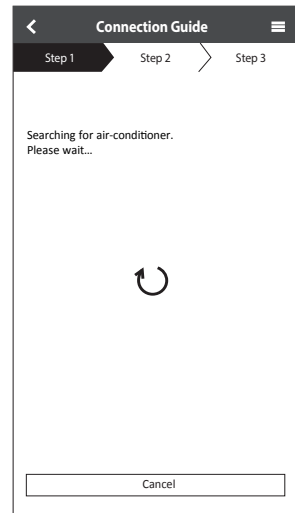 Connection Guide
Step 1 Step 2 Step 3
Searching for air-conditioner.
Please wait...
Cancel